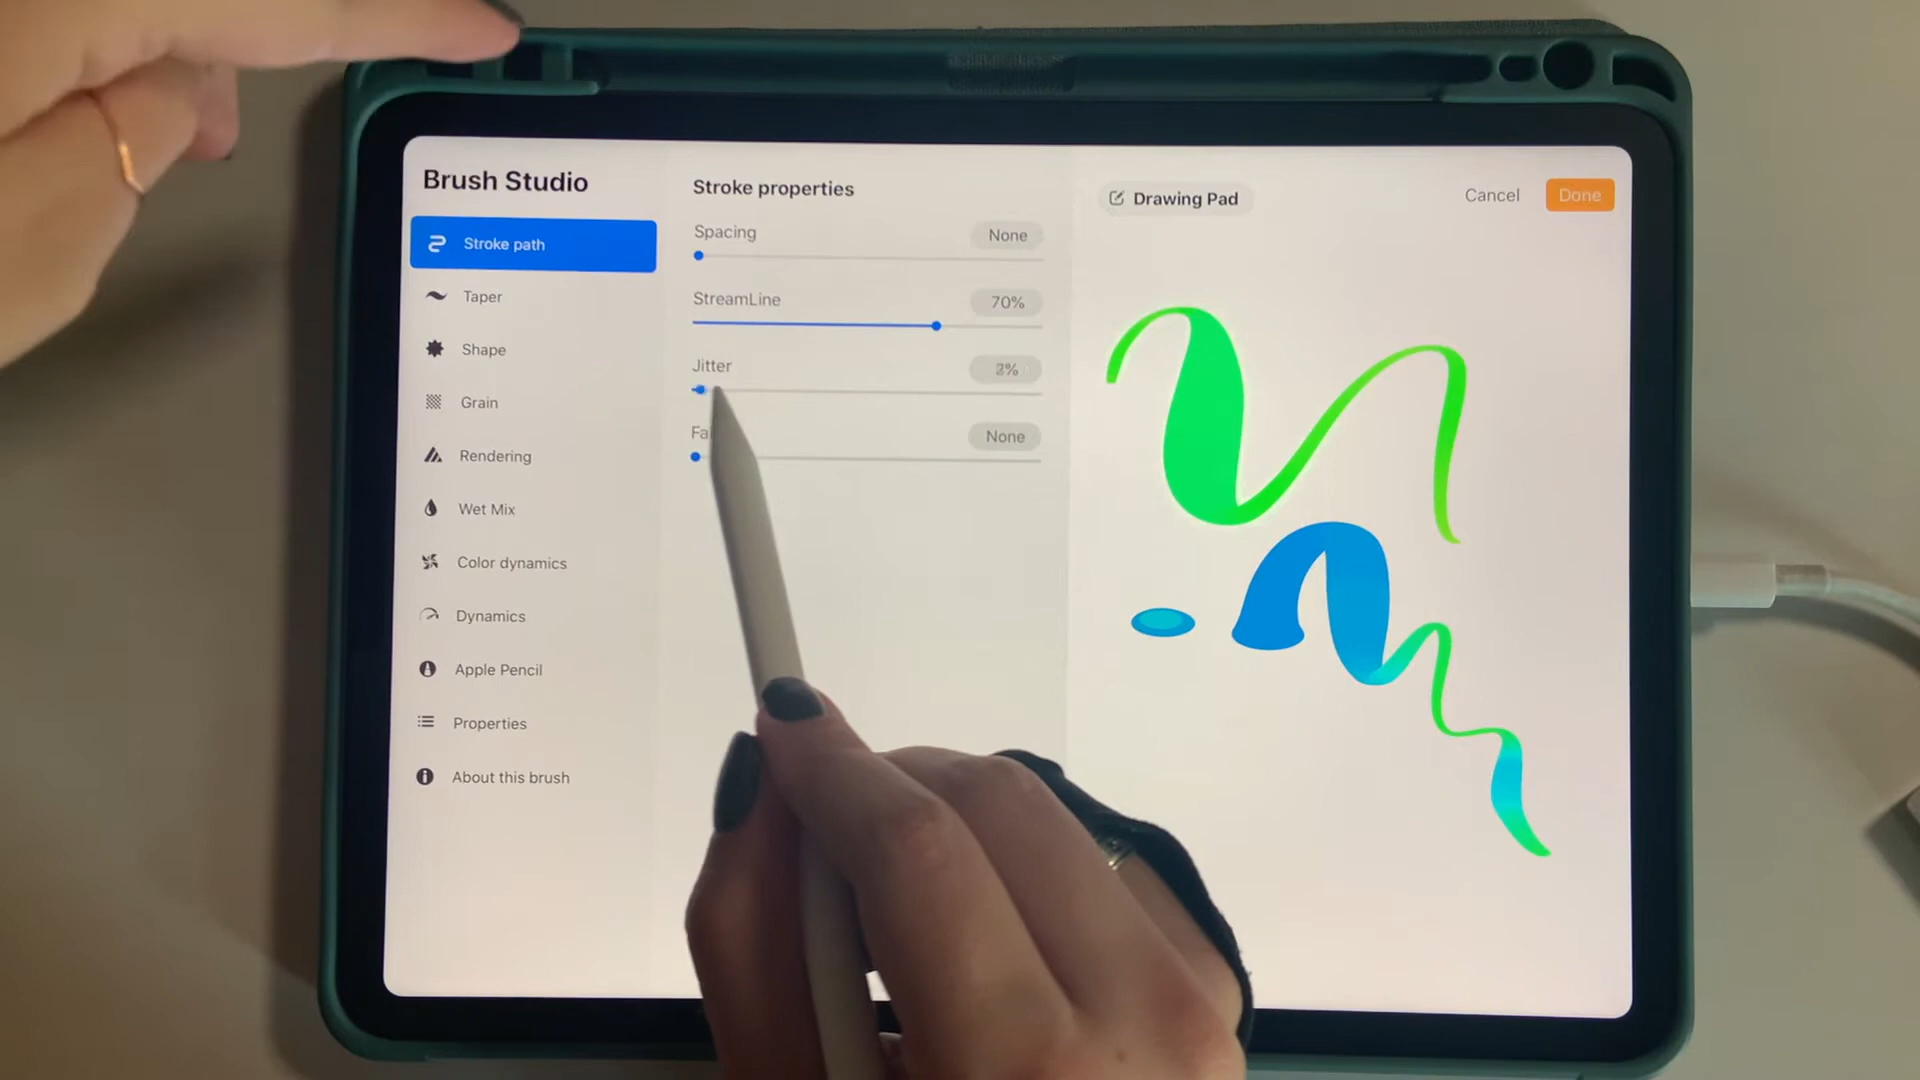 Brush Studio
Stroke path
Taper
Shape
Grain
Rendering
Wet Mix
Color dynamics
Dynamics
Apple Pencil
Properties
About this brush
Stroke properties
Spacing
None
StreamLine
70%
Jitter
Fa
None
Drawing Pad
Cancel
Done